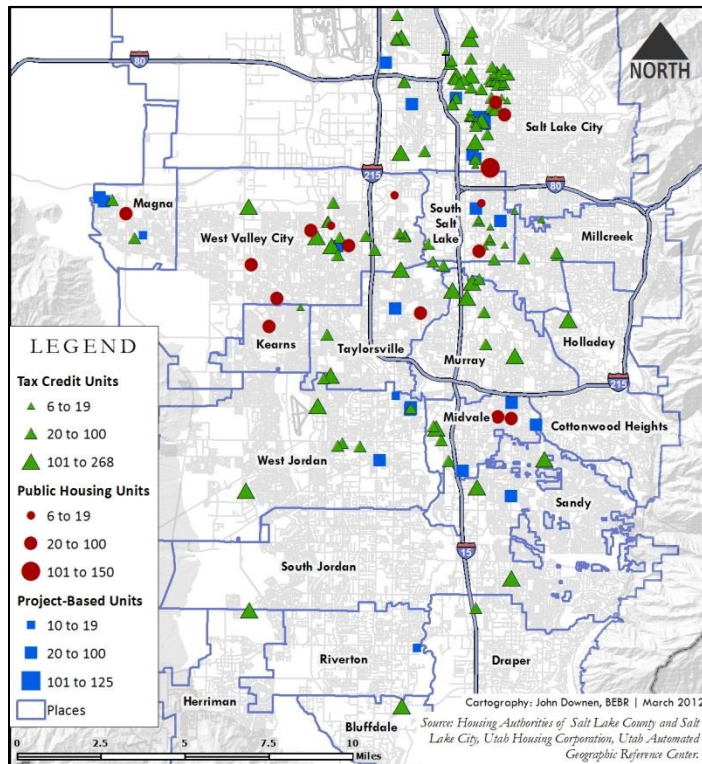 80
NORTH
Salt Lake City
215
80
Magna
South
Salt
Lake
West Valley City
Millcreek
LEGEND
Tax Credit Units
6 to 19
20 to 100
101 to 268
Public Housing Units
6 to 19
20 to 100
101 to 150
Project-Based Units
10 to 19
20 to 100
101 to 125
Places
Kearns
Taylorsville
Murray
Holladay
215
Midvale
Cottonwood Heights
West Jordan
Sandy
15
South Jordan
Riverton
Draper
Herriman
Bluffdale
Cartography: John Downen, BEBR | March 2012
Source: Housing Authorities of Salt Lake County and Salt
Lake City, Utah Housing Corporation, Utah Automated
Geographic Reference Center.
0 2.5 5 7.5 10
Miles